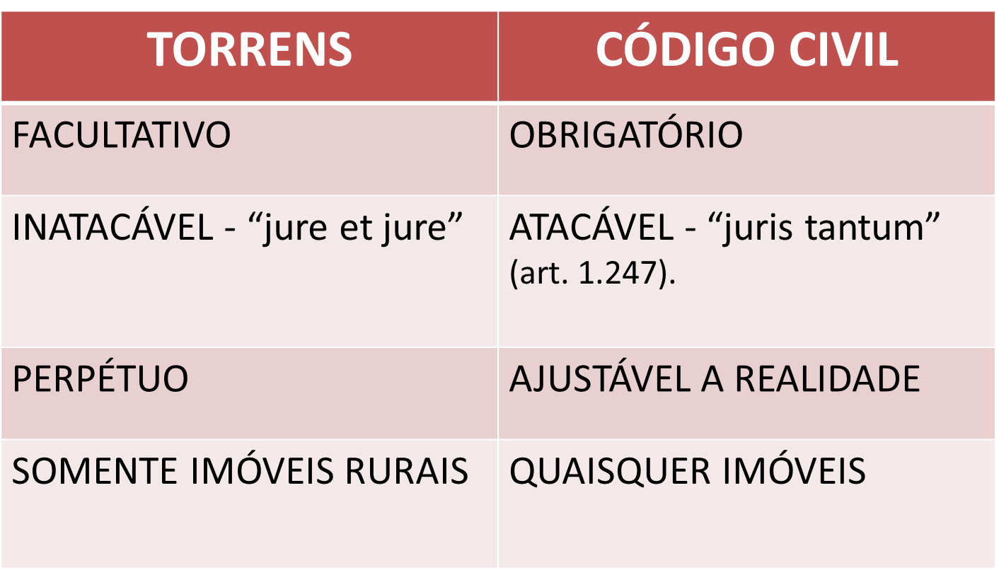 TORRENS
CÓDIGO CIVIL
FACULTATIVO
OBRIGATÓRIO
INATACÁVEL - “jure et jure”
ATACÁVEL - “juris tantum”
(art. 1.247).
PERPÉTUO
AJUSTÁVEL A REALIDADE
SOMENTE IMÓVEIS RURAIS
QUAISQUER IMÓVEIS